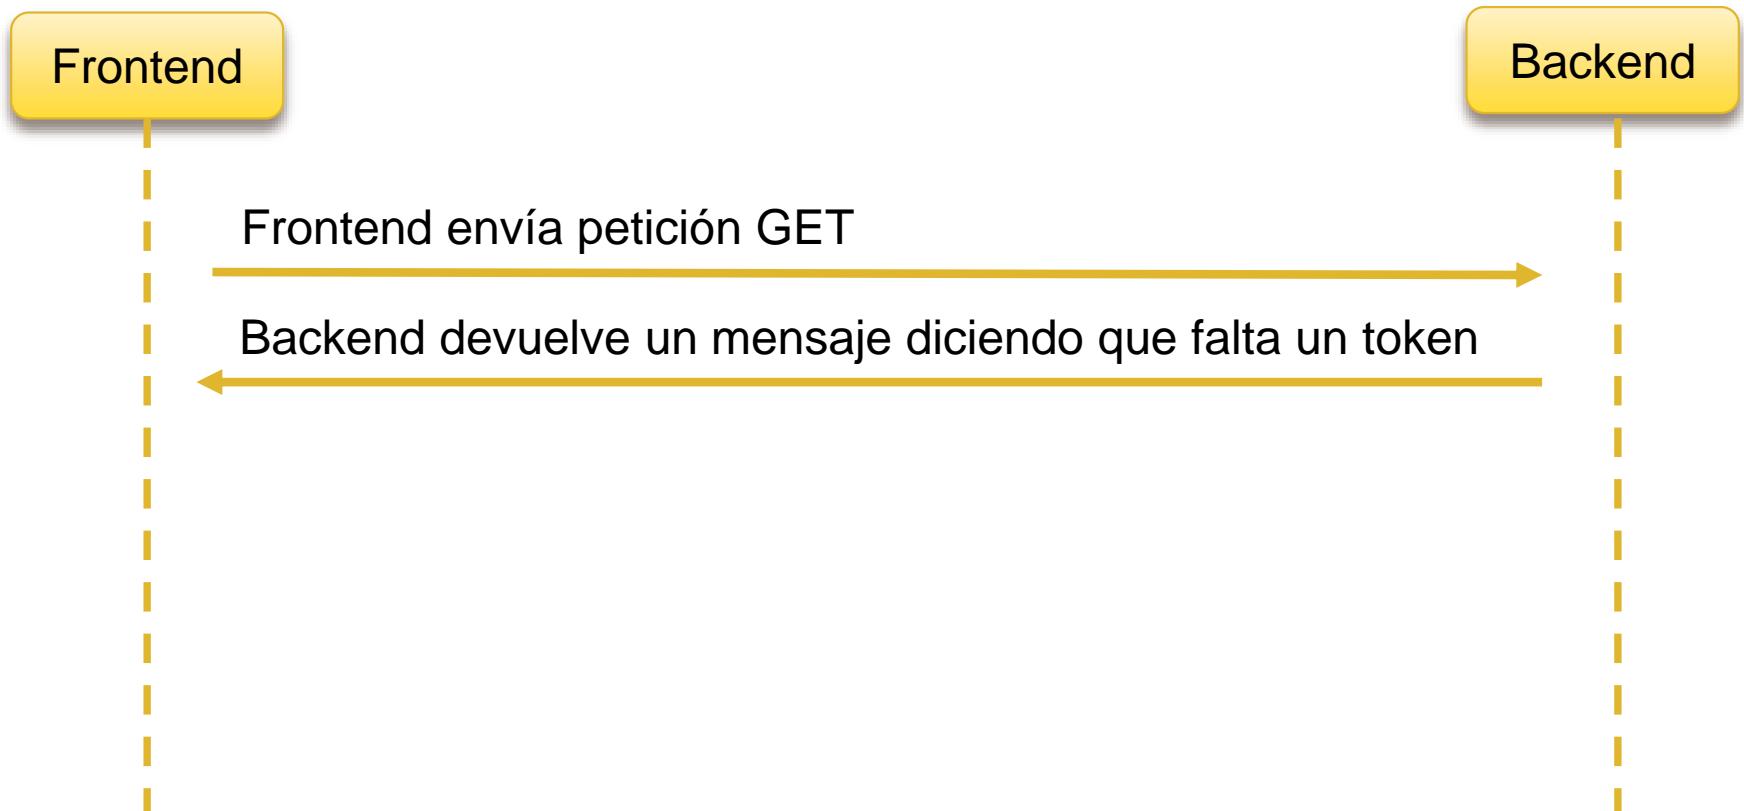 Frontend
Backend
Frontend envía petición GET
Backend devuelve un mensaje diciendo que falta un token